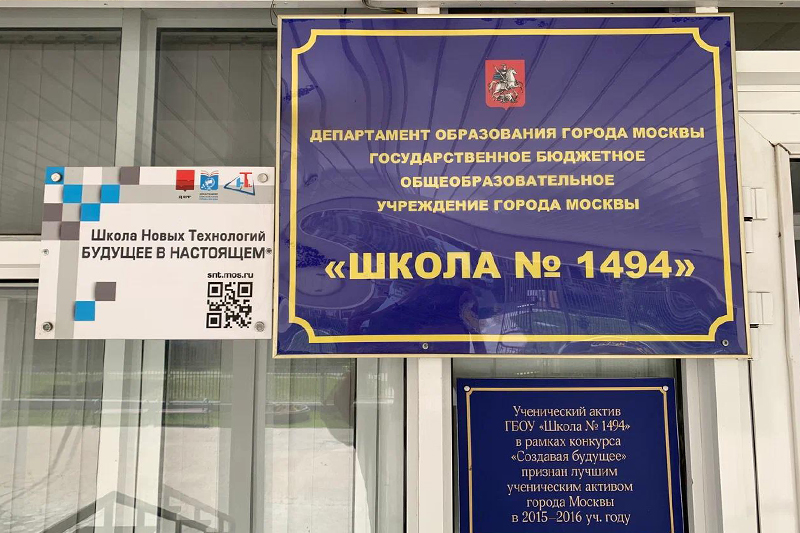 ДЕПАРТАМЕНТ ОБРАЗОВАНИЯ ГОРОДА МОСКВЫ
ГОСУДАРСТВЕННОЕ БЮДЖЕТНОЕ
ОБЩЕОБРАЗОВАТЕЛЬНОЕ
УЧРЕЖДЕНИЕ ГОРОДА МОСКВЫ
«ШКОЛА № 1494»
Школа Новых Технологий
БУДУЩЕЕ В НАСТОЯЩЕМ
snt.mos.ru
Ученический актив
ГБОУ «Школа № 1494»
в рамках конкурса
«Создавая будущее»
признан лучшим
ученическим активом
города Москвы
в 2015–2016 уч. году